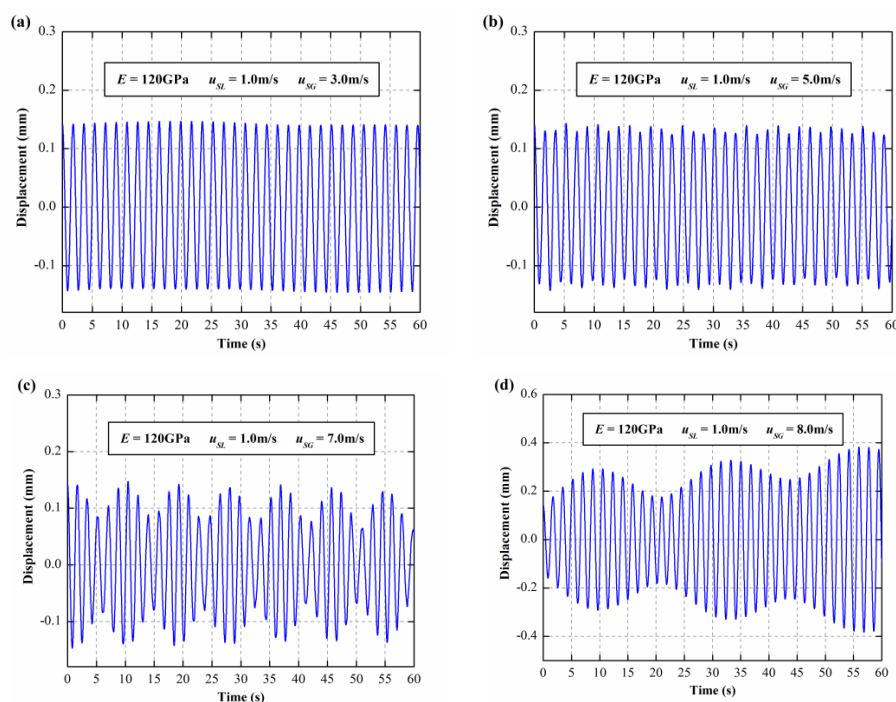 (a)
0.3
0.2
0.1
0.0
-0.1
Displacement (mm)
E = 120GPa u_SL = 1.0m/s u_SG = 3.0m/s
0 5 10 15 20 25 30 35 40 45 50 55 60
Time (s)
(b)
0.3
0.2
0.1
0.0
-0.1
Displacement (mm)
E = 120GPa u_SL = 1.0m/s u_SG = 5.0m/s
0 5 10 15 20 25 30 35 40 45 50 55 60
Time (s)
(c)
0.3
0.2
0.1
0.0
-0.1
Displacement (mm)
E = 120GPa u_SL = 1.0m/s u_SG = 7.0m/s
0 5 10 15 20 25 30 35 40 45 50 55 60
Time (s)
(d)
0.6
0.4
0.2
0.0
-0.2
-0.4
Displacement (mm)
E = 120GPa u_SL = 1.0m/s u_SG = 8.0m/s
0 5 10 15 20 25 30 35 40 45 50 55 60
Time (s)